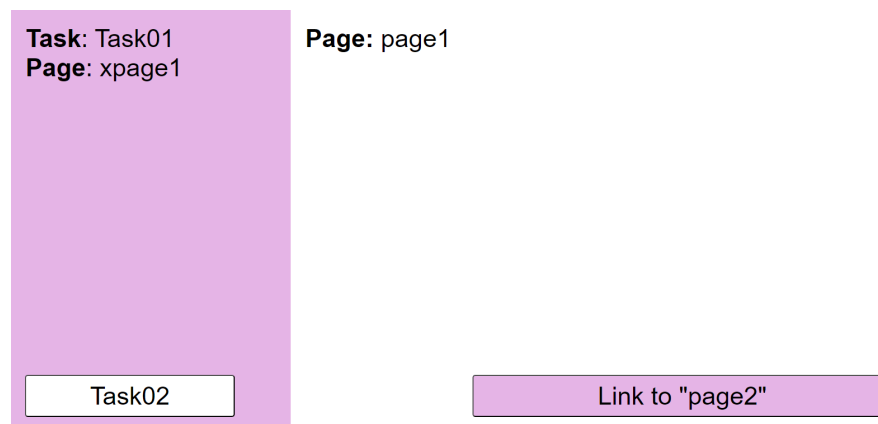 Task: Task01
Page: xpage1
Page: page1
Task02
Link to "page2"